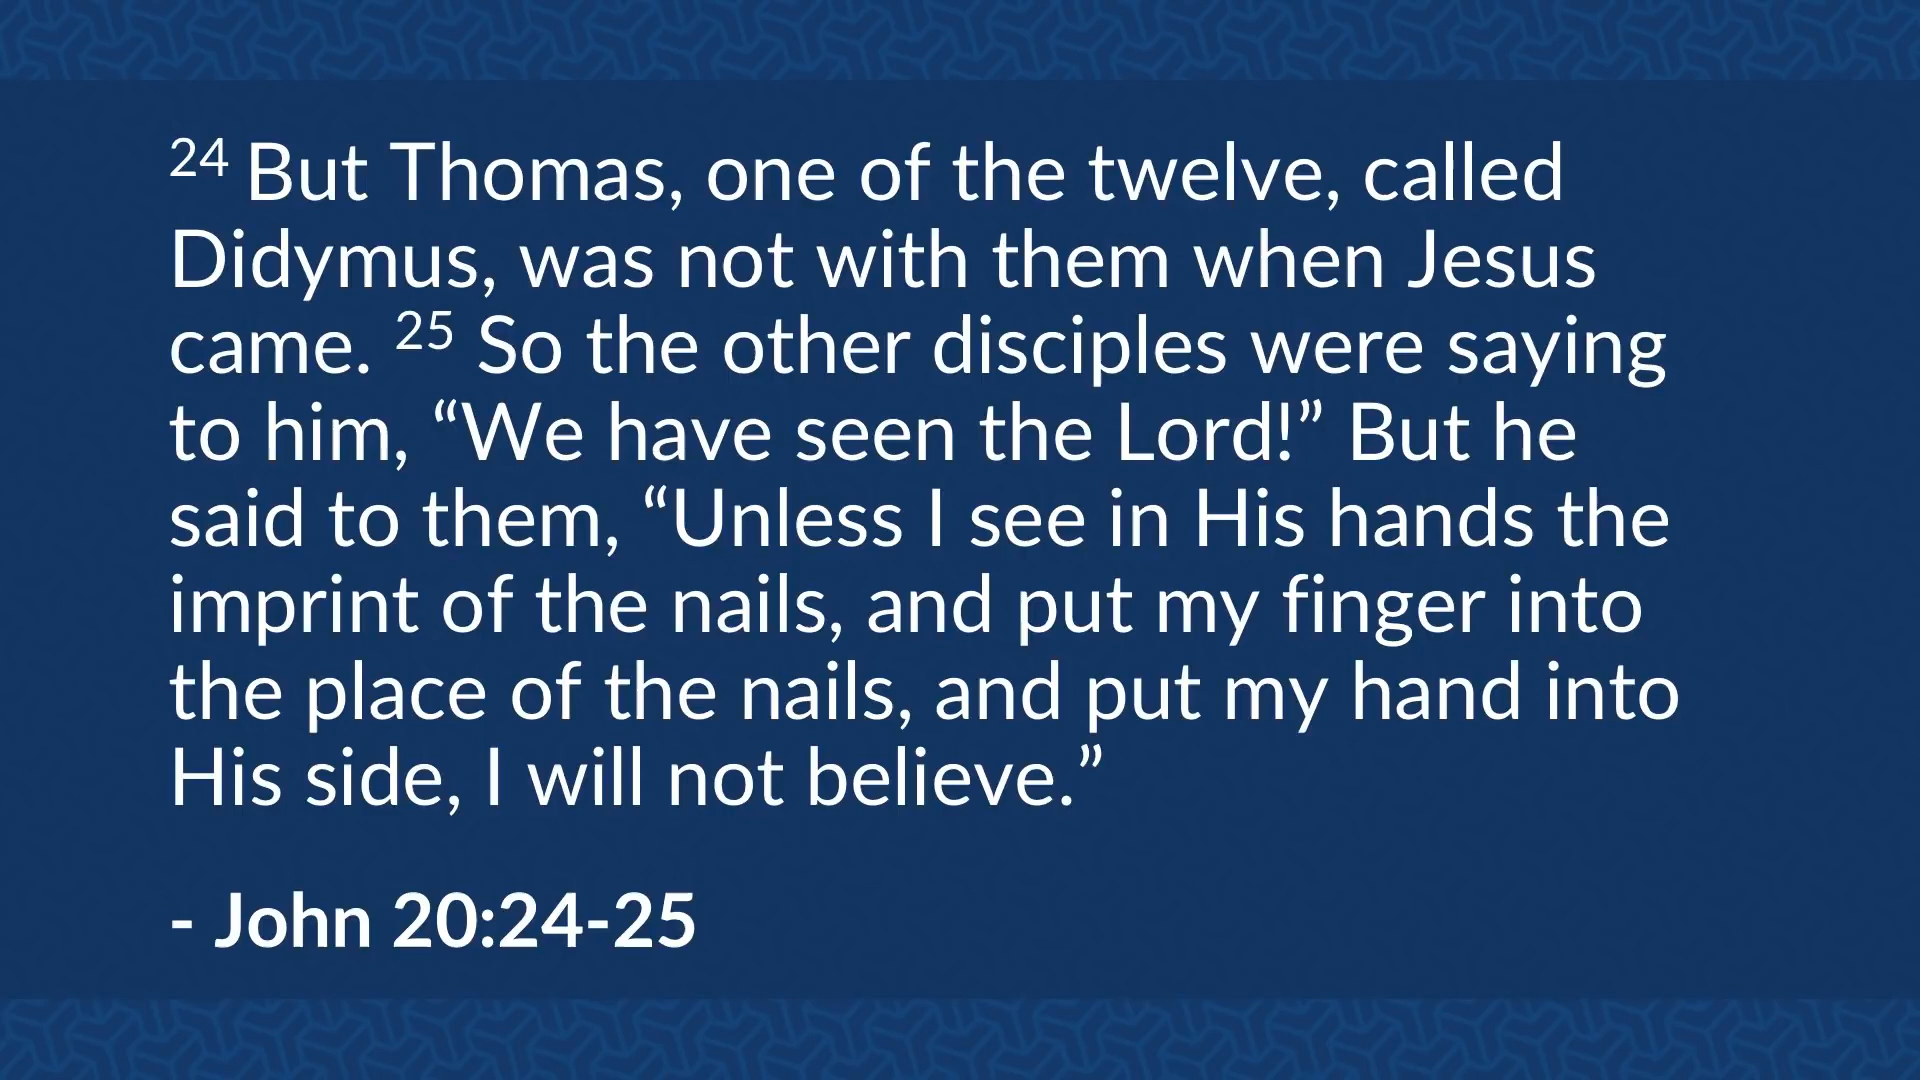 24 But Thomas, one of the twelve, called
Didymus, was not with them when Jesus
came. 25 So the other disciples were saying
to him, “We have seen the Lord!” But he
said to them, “Unless I see in His hands the
imprint of the nails, and put my finger into
the place of the nails, and put my hand into
His side, I will not believe.”
- John 20:24-25